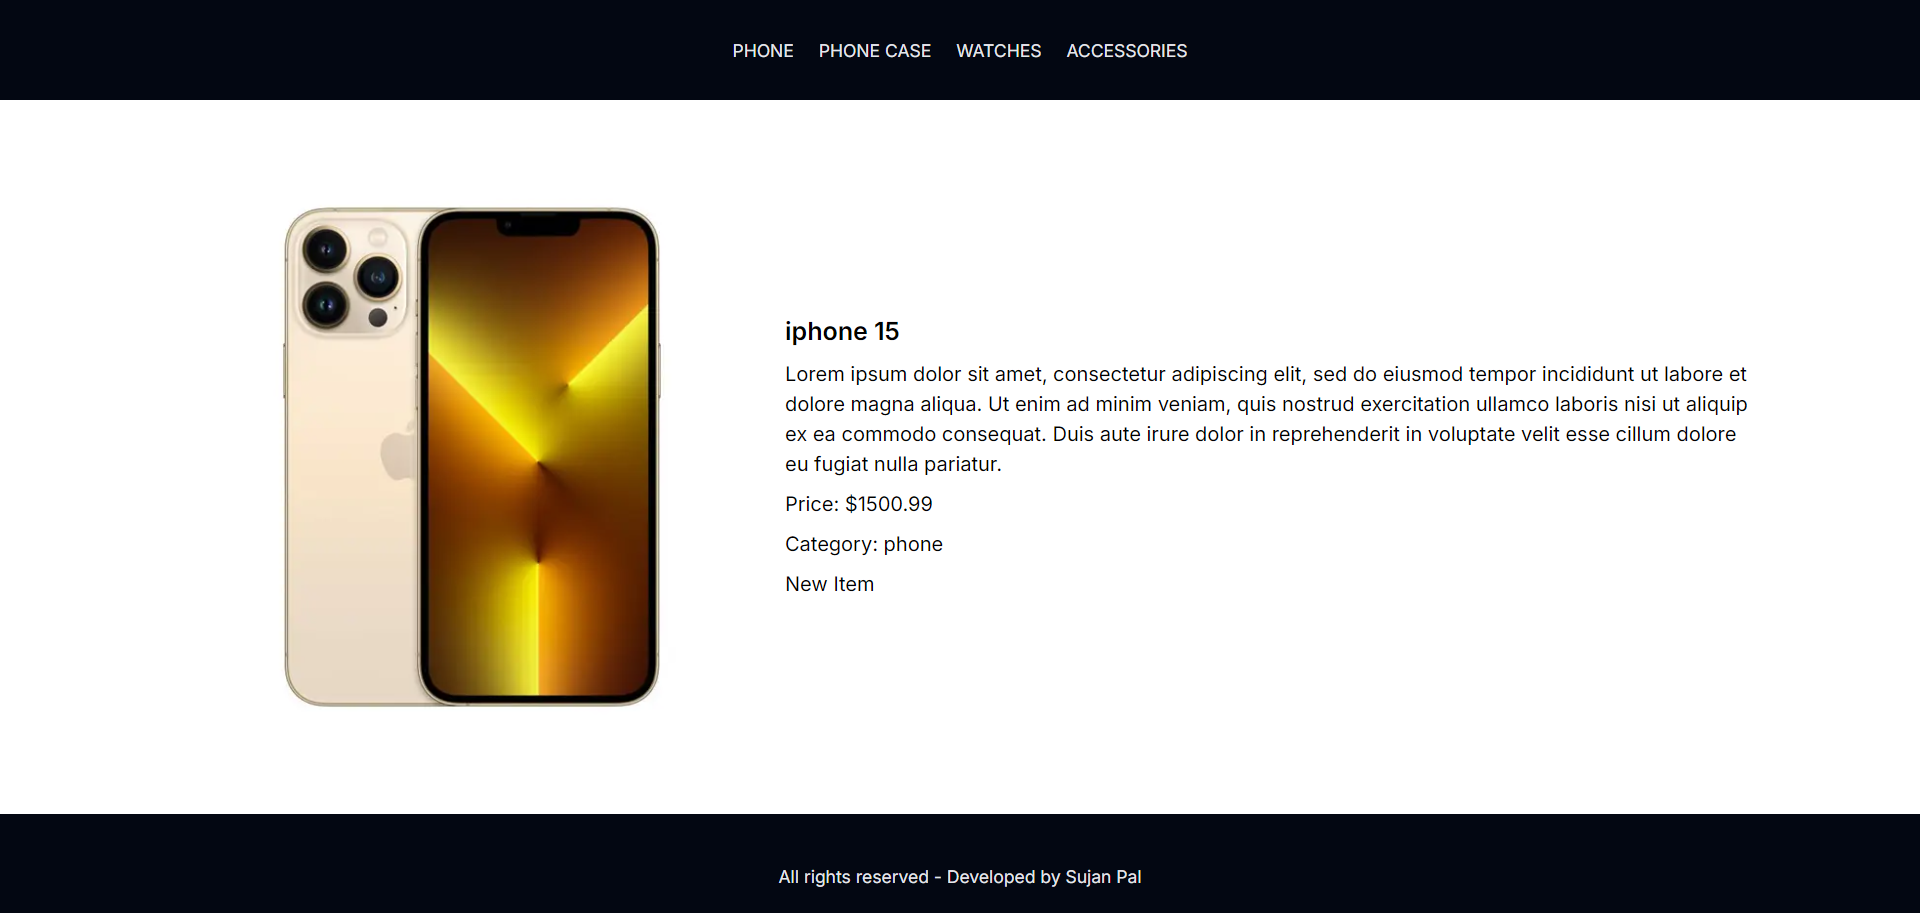 PHONE PHONE CASE WATCHES ACCESSORIES
iphone 15
Lorem ipsum dolor sit amet, consectetur adipiscing elit, sed do eiusmod tempor incididunt ut labore et
dolore magna aliqua. Ut enim ad minim veniam, quis nostrud exercitation ullamco laboris nisi ut aliquip
ex ea commodo consequat. Duis aute irure dolor in reprehenderit in voluptate velit esse cillum dolore
eu fugiat nulla pariatur.
Price: $1500.99
Category: phone
New Item
All rights reserved - Developed by Sujan Pal